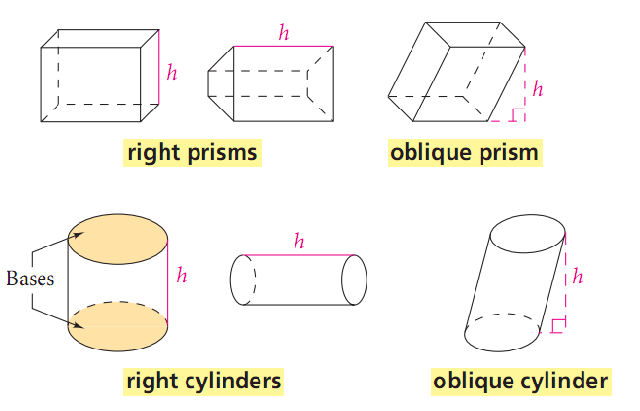 h
h
h
right prisms
oblique prism
Bases
h
h
h
right cylinders
oblique cylinder